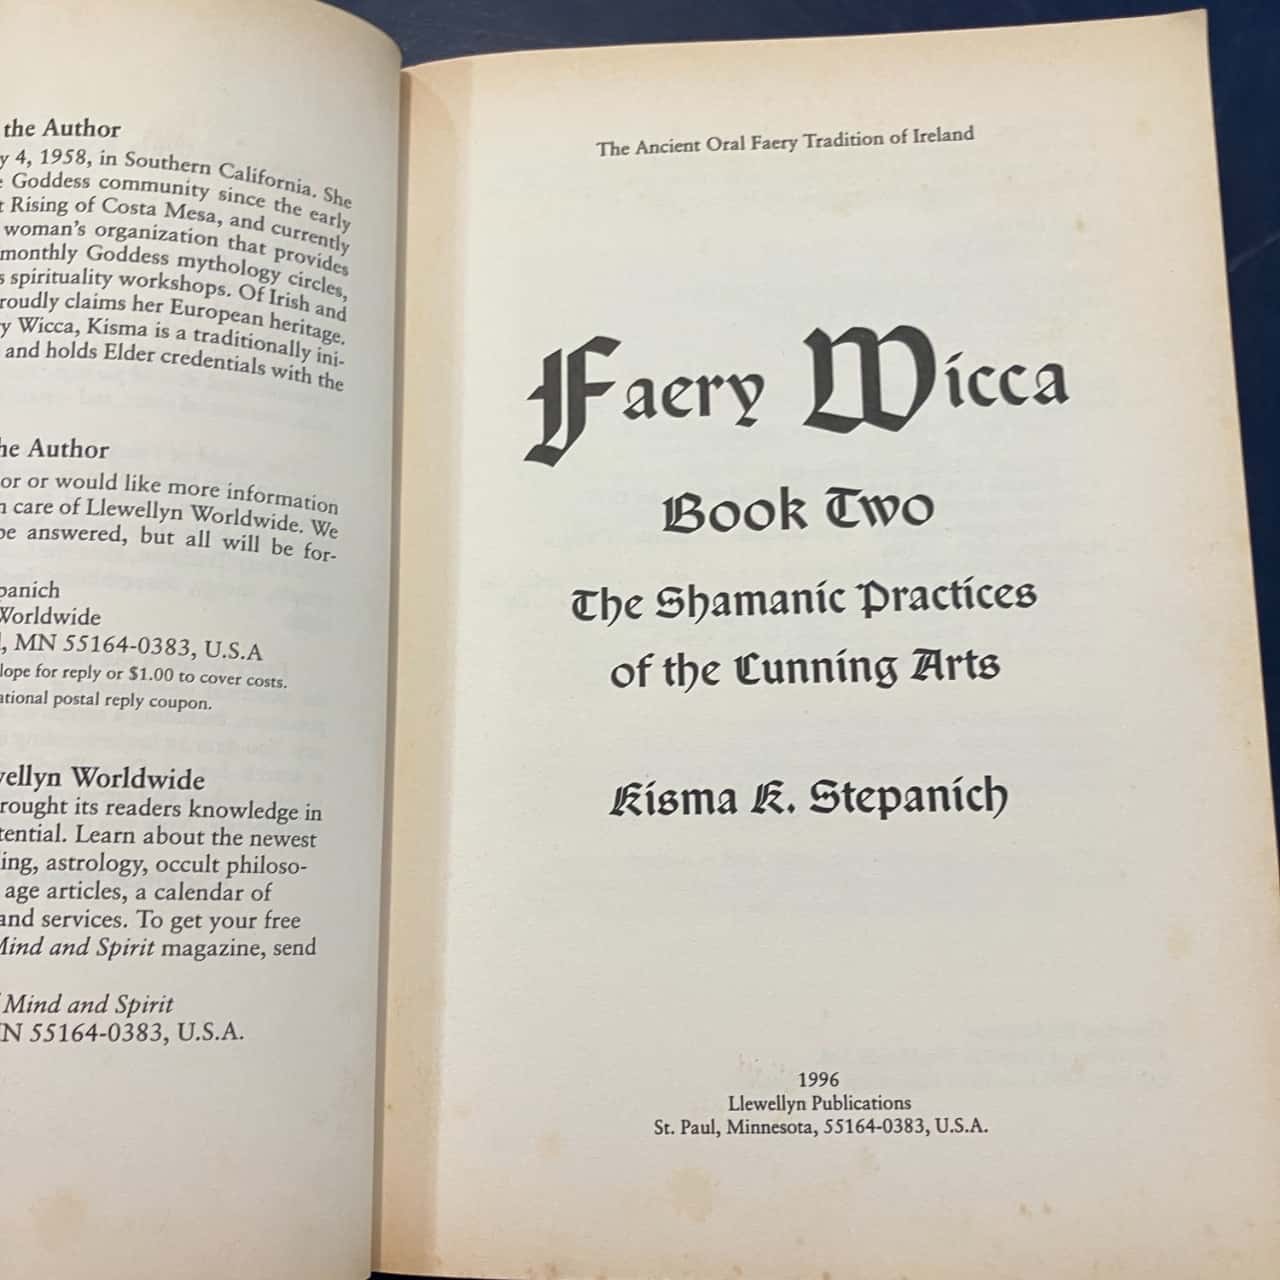 the Author
4, 1958, in Southern California. She
Goddess community since the early
Rising of Costa Mesa, and currently
woman's organization that provides
monthly Goddess mythology circles,
spirituality workshops. Of Irish and
roudly claims her European heritage.
y Wicca, Kisma is a traditionally ini-
and holds Elder credentials with the
he Author
or or would like more information
n care of Llewellyn Worldwide. We
be answered, but all will be for-
panich
Worldwide
, MN 55164-0383, U.S.A
lope for reply or $1.00 to cover costs.
ational postal reply coupon.
wellyn Worldwide
rought its readers knowledge in
tential. Learn about the newest
ing, astrology, occult philoso-
age articles, a calendar of
and services. To get your free
Mind and Spirit magazine, send
Mind and Spirit
N 55164-0383, U.S.A.
The Ancient Oral Faery Tradition of Ireland
Faery Wicca
Book Two
The Shamanic Practices
of the Cunning Arts
Kisma K. Stepanich
1996
Llewellyn Publications
St. Paul, Minnesota, 55164-0383, U.S.A.